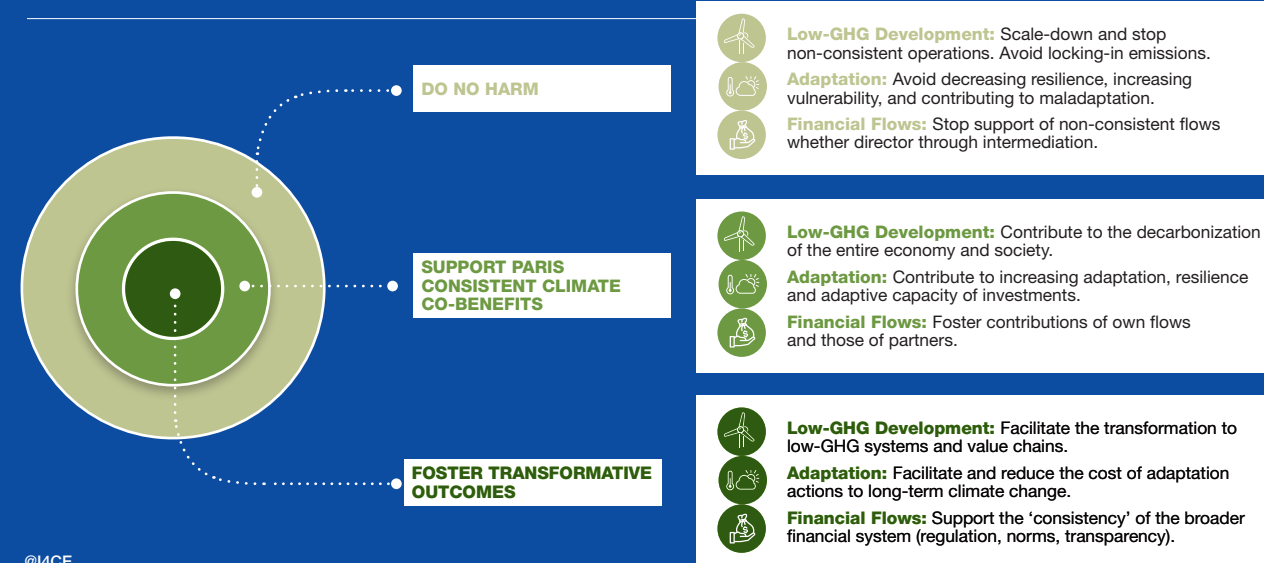 DO NO HARM
Low-GHG Development: Scale-down and stop
non-consistent operations. Avoid locking-in emissions.
Adaptation: Avoid decreasing resilience, increasing
vulnerability, and contributing to maladaptation.
Financial Flows: Stop support of non-consistent flows
whether director through intermediation.
SUPPORT PARIS
CONSISTENT CLIMATE
CO-BENEFITS
Low-GHG Development: Contribute to the decarbonization
of the entire economy and society.
Adaptation: Contribute to increasing adaptation, resilience
and adaptive capacity of investments.
Financial Flows: Foster contributions of own flows
and those of partners.
FOSTER TRANSFORMATIVE
OUTCOMES
Low-GHG Development: Facilitate the transformation to
low-GHG systems and value chains.
Adaptation: Facilitate and reduce the cost of adaptation
actions to long-term climate change.
Financial Flows: Support the ‘consistency’ of the broader
financial system (regulation, norms, transparency).